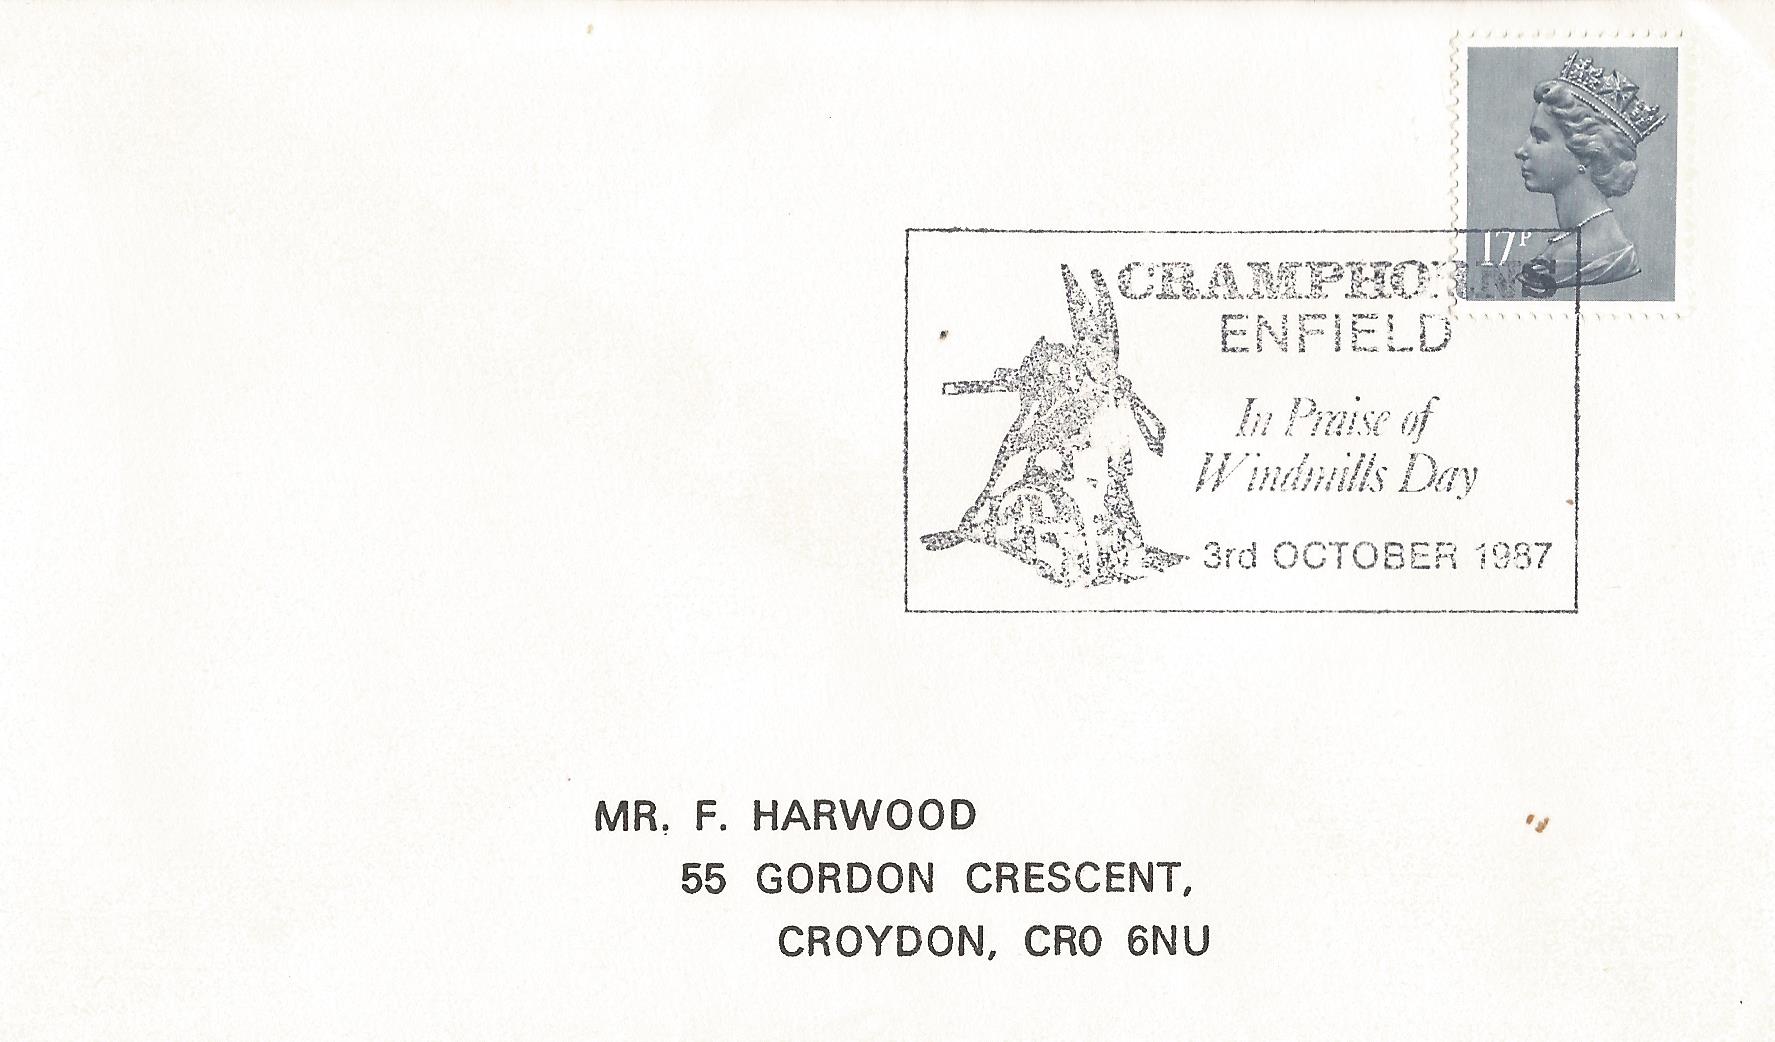 17P
CRAMPHORNS
ENFIELD
In Praise of
Windmills Day
3rd OCTOBER 1987
MR. F. HARWOOD
55 GORDON CRESCENT,
CROYDON, CR0 6NU